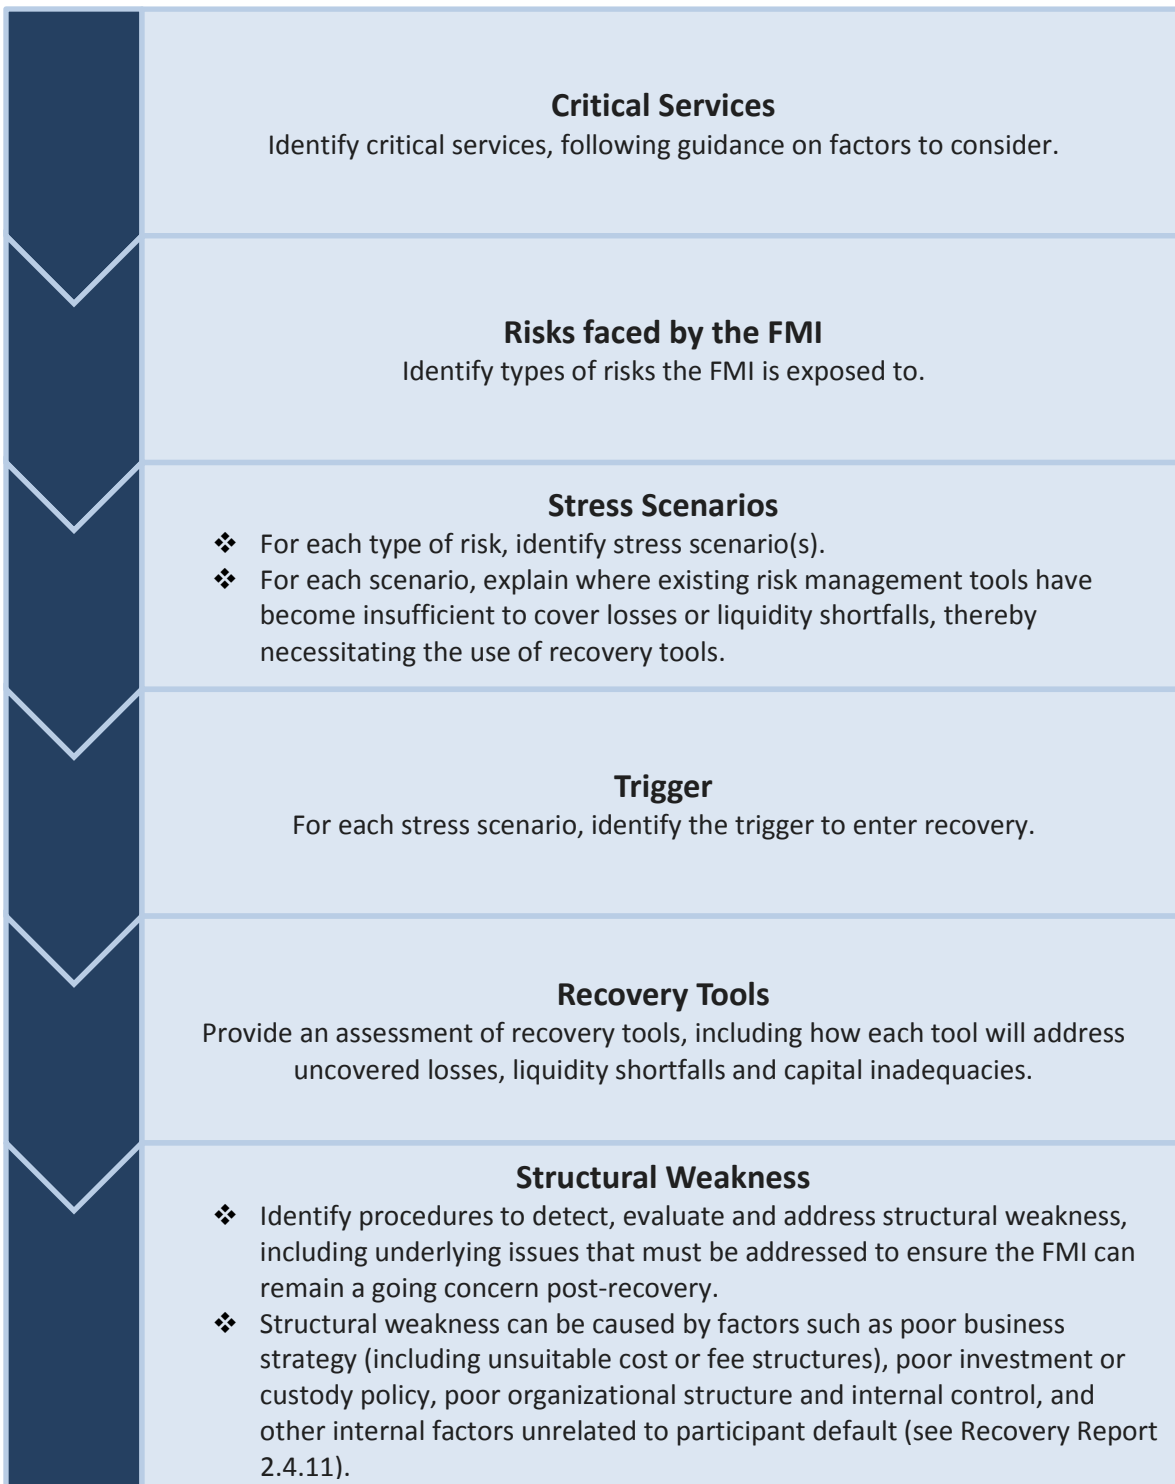 Critical Services
Identify critical services, following guidance on factors to consider.
Risks faced by the FMI
Identify types of risks the FMI is exposed to.
Stress Scenarios
❖ For each type of risk, identify stress scenario(s).
❖ For each scenario, explain where existing risk management tools have
become insufficient to cover losses or liquidity shortfalls, thereby
necessitating the use of recovery tools.
Trigger
For each stress scenario, identify the trigger to enter recovery.
Recovery Tools
Provide an assessment of recovery tools, including how each tool will address
uncovered losses, liquidity shortfalls and capital inadequacies.
Structural Weakness
❖ Identify procedures to detect, evaluate and address structural weakness,
including underlying issues that must be addressed to ensure the FMI can
remain a going concern post-recovery.
❖ Structural weakness can be caused by factors such as poor business
strategy (including unsuitable cost or fee structures), poor investment or
custody policy, poor organizational structure and internal control, and
other internal factors unrelated to participant default (see Recovery Report
2.4.11).